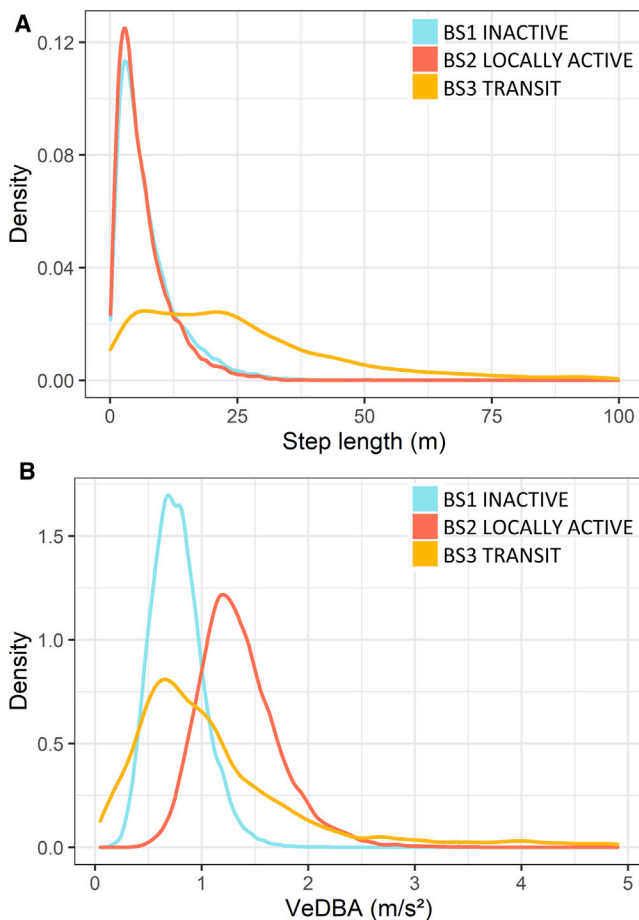 A
0.12
0.08
0.04
0.00
Density
BS1 INACTIVE
BS2 LOCALLY ACTIVE
BS3 TRANSIT
0
25
50
75
100
Step length (m)
B
1.5
1.0
0.5
0.0
Density
BS1 INACTIVE
BS2 LOCALLY ACTIVE
BS3 TRANSIT
0
1
2
3
4
5
VeDBA (m/s²)